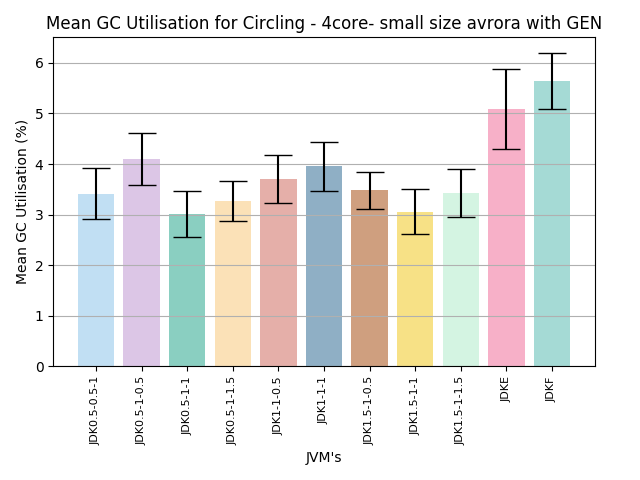 Mean GC Utilisation for Circling - 4core- small size avrora with GEN
Mean GC Utilisation (%)
6
5
4
3
2
1
0
JDK0.5-0.5-1
JDK0.5-1-0.5
JDK0.5-1-1
JDK0.5-1-1.5
JDK1-1-0.5
JDK1-1-1
JDK1.5-1-0.5
JDK1.5-1-1
JDK1.5-1-1.5
JDKE
JDKF
JVM's